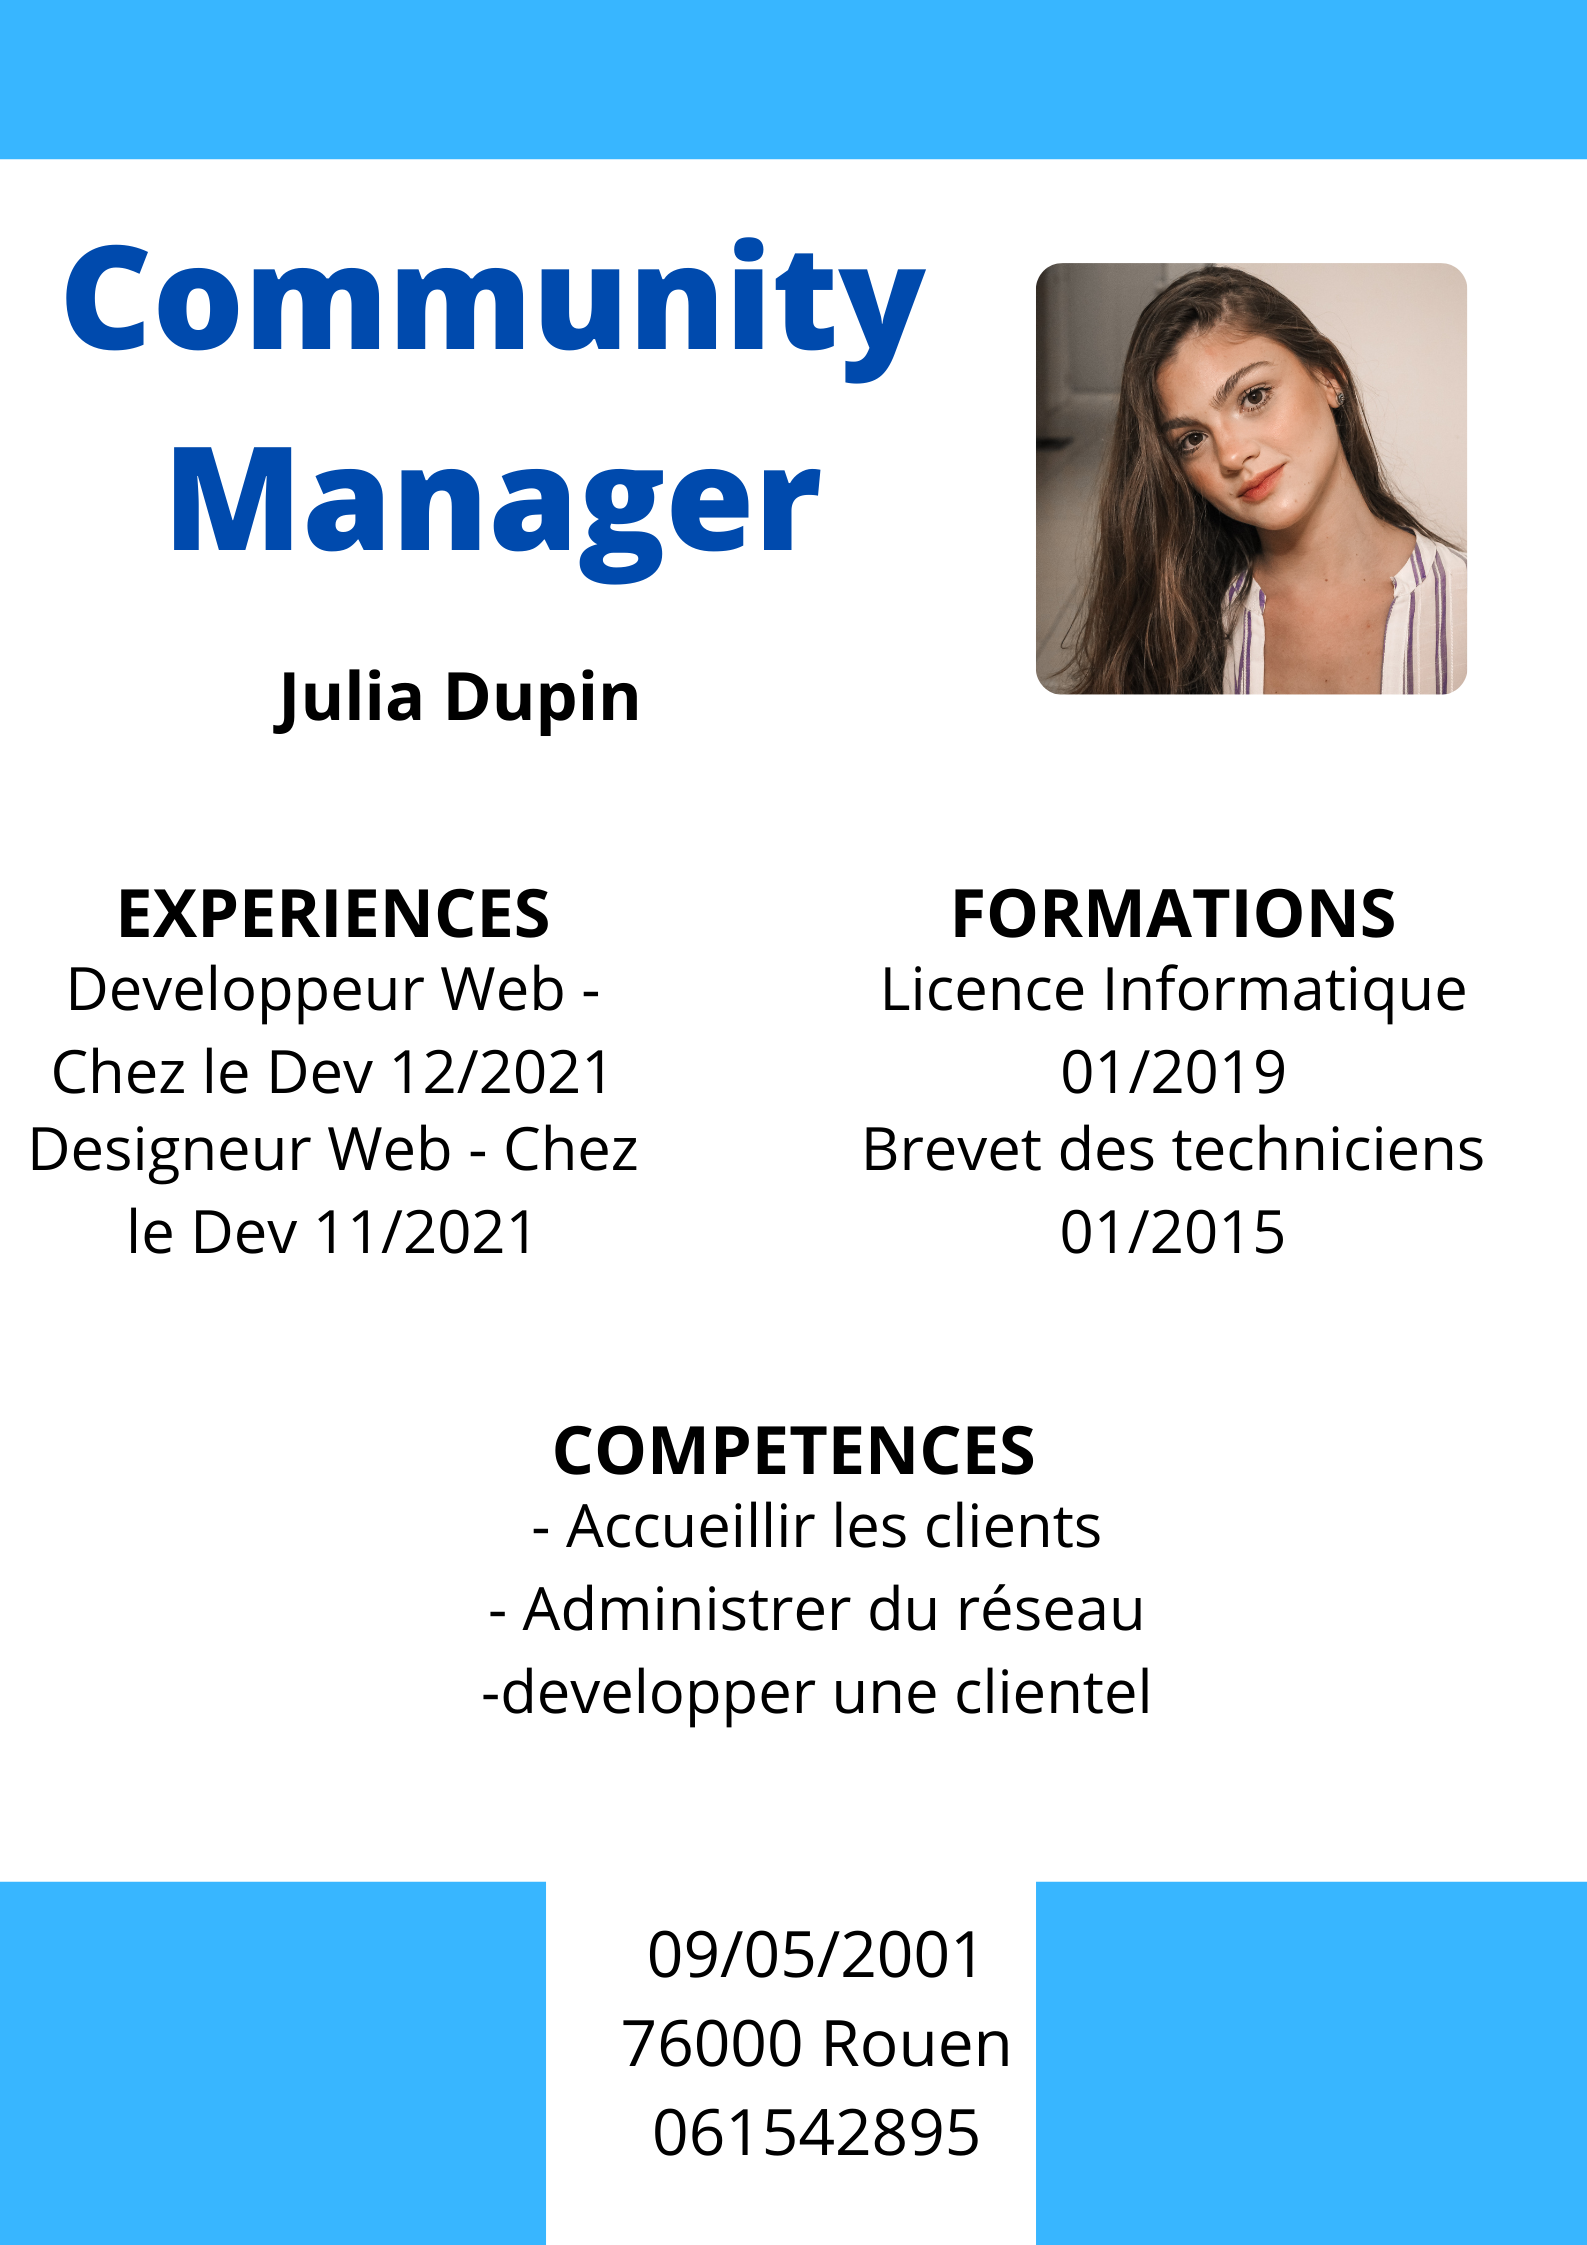 Community
Manager
Julia Dupin
EXPERIENCES
Developpeur Web -
Chez le Dev 12/2021
Designeur Web - Chez
le Dev 11/2021
FORMATIONS
Licence Informatique
01/2019
Brevet des techniciens
01/2015
COMPETENCES
- Accueillir les clients
- Administrer du réseau
-developper une clientel
09/05/2001
76000 Rouen
061542895